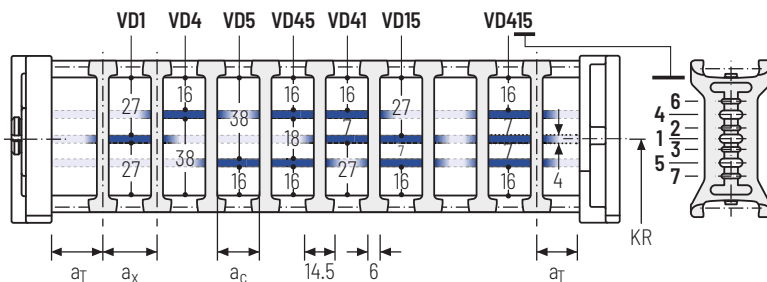 VD1 VD4 VD5 VD45 VD41 VD15 VD415
16 16 16 16
27 38 27
7 7
18
7 7
38
27 16 16 27 16 16 4
6
4
2
1
3
5
7
KR
aT aX aC 14.5 6 aT